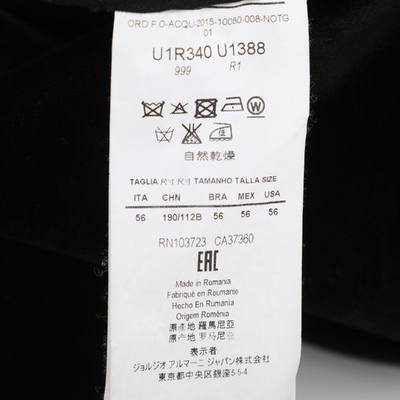 ORD.F.O-ACQU-2015-10080-008-NOTG
01
U1R340 U1388
999 R1
自然乾燥
TAGLIA 尺寸 尺寸 TAMANHO TALLA SIZE
ITA CHN BRA MEX USA
56 190/112B 56 56 56
RN103723 CA37360
EAC
Made in Romania
Fabriqué en Roumanie
Hecho En Rumania
Origem Romênia
原產地 羅馬尼亞
原产地 罗马尼亚
表示者
ジョルジオ アルマーニ ジャパン株式会社
東京都中央区銀座5-5-4